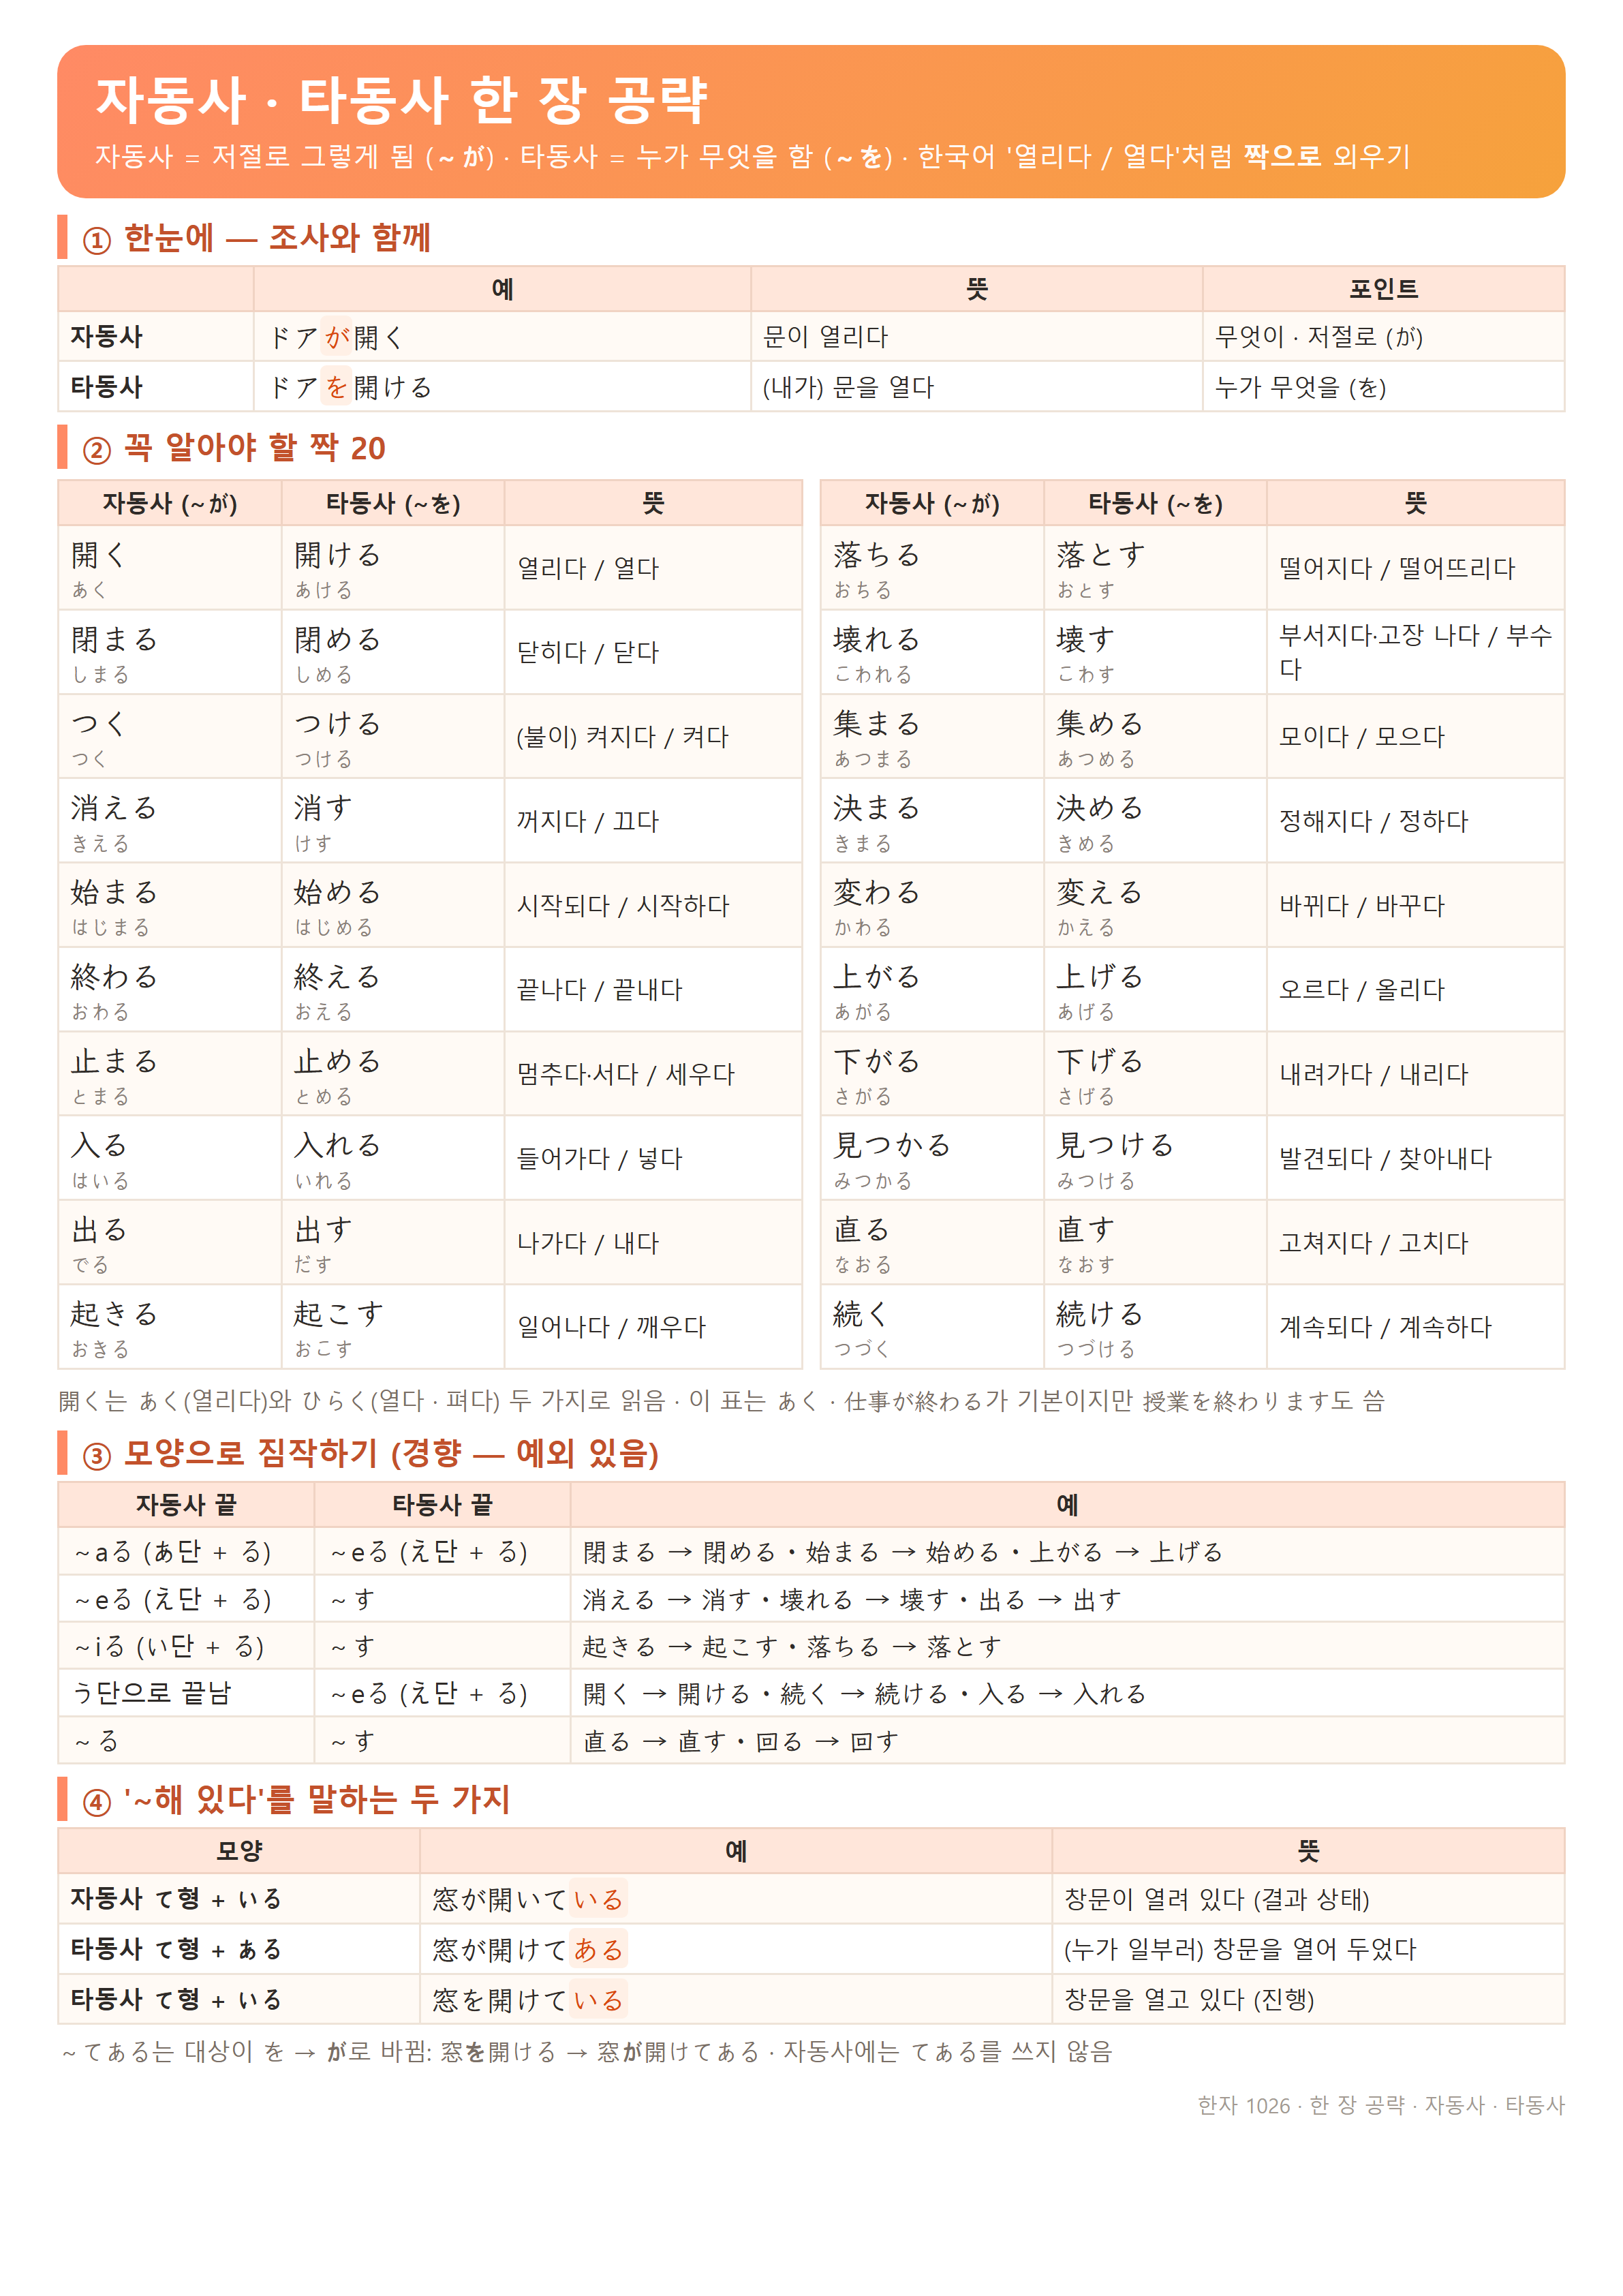 자동사 · 타동사 한 장 공략
자동사 = 저절로 그렇게 됨 (~が) · 타동사 = 누가 무엇을 함 (~を) · 한국어 '열리다 / 열다'처럼 짝으로 외우기
① 한눈에 — 조사와 함께
예 뜻 포인트
자동사 ドアが開く 문이 열리다 무엇이 · 저절로 (が)
타동사 ドアを開ける (내가) 문을 열다 누가 무엇을 (を)
② 꼭 알아야 할 짝 20
자동사 (~が) 타동사 (~を) 뜻
開く 開ける 열리다 / 열다
あく あける
閉まる 閉める 닫히다 / 닫다
しまる しめる
つく つける (불이) 켜지다 / 켜다
つく つける
消える 消す 꺼지다 / 끄다
きえる けす
始まる 始める 시작되다 / 시작하다
はじまる はじめる
終わる 終える 끝나다 / 끝내다
おわる おえる
止まる 止める 멈추다·서다 / 세우다
とまる とめる
入る 入れる 들어가다 / 넣다
はいる いれる
出る 出す 나가다 / 내다
でる だす
起きる 起こす 일어나다 / 깨우다
おきる おこす
자동사 (~が) 타동사 (~を) 뜻
落ちる 落とす 떨어지다 / 떨어뜨리다
おちる おとす
壊れる 壊す 부서지다·고장 나다 / 부수
다
こわれる こわす
集まる 集める 모이다 / 모으다
あつまる あつめる
決まる 決める 정해지다 / 정하다
きまる きめる
変わる 変える 바뀌다 / 바꾸다
かわる かえる
上がる 上げる 오르다 / 올리다
あがる あげる
下がる 下げる 내려가다 / 내리다
さがる さげる
見つかる 見つける 발견되다 / 찾아내다
みつかる みつける
直る 直す 고쳐지다 / 고치다
なおる なおす
続く 続ける 계속되다 / 계속하다
つづく つづける
開く는 あく(열리다)와 ひらく(열다 · 펴다) 두 가지로 읽음 · 이 표는 あく · 仕事が終わる가 기본이지만 授業を終わります도 씀
③ 모양으로 짐작하기 (경향 — 예외 있음)
자동사 끝 타동사 끝 예
~aる (あ단 + る) ~eる (え단 + る) 閉まる → 閉める・始まる → 始める・上がる → 上げる
~eる (え단 + る) ~す 消える → 消す・壊れる → 壊す・出る → 出す
~iる (い단 + る) ~す 起きる → 起こす・落ちる → 落とす
う단으로 끝남 ~eる (え단 + る) 開く → 開ける・続く → 続ける・入る → 入れる
~る ~す 直る → 直す・回る → 回す
④ '~해 있다'를 말하는 두 가지
모양 예 뜻
자동사 て형 + いる 窓が開いている 창문이 열려 있다 (결과 상태)
타동사 て형 + ある 窓が開けてある (누가 일부러) 창문을 열어 두었다
타동사 て형 + いる 窓を開けている 창문을 열고 있다 (진행)
~てある는 대상이 を → が로 바뀜: 窓を開ける → 窓が開けてある · 자동사에는 てある를 쓰지 않음
한자 1026 · 한 장 공략 · 자동사 · 타동사